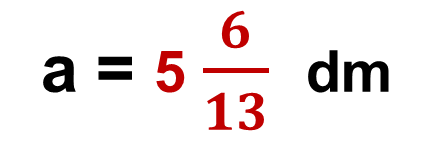 a = 5 6/13 dm